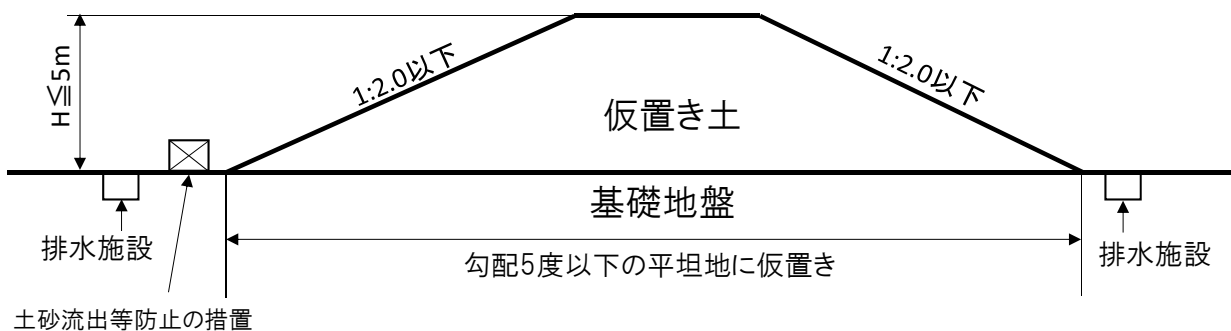 H≦5m
1:2.0以下
1:2.0以下
仮置き土
基礎地盤
排水施設
勾配5度以下の平坦地に仮置き
排水施設
土砂流出等防止の措置